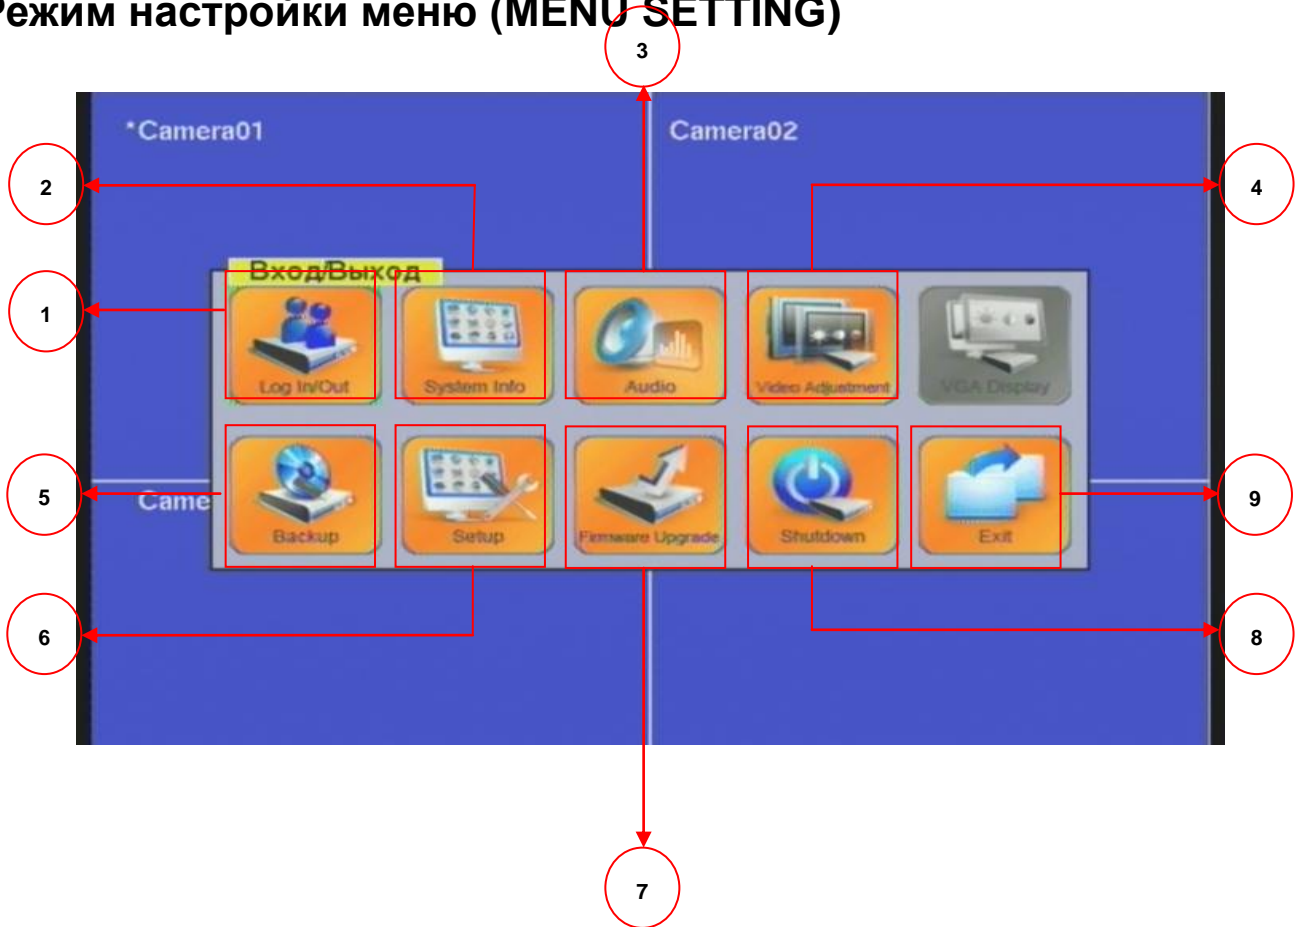 Режим настройки меню (MENU SETTING)
3
*Camera01
Camera02
2
4
Вход/Выход
1
Log In/Out
System Info
Audio
Video Adjustment
VGA Display
5
Came
9
Backup
Setup
Firmware Upgrade
Shutdown
Exit
6
8
7